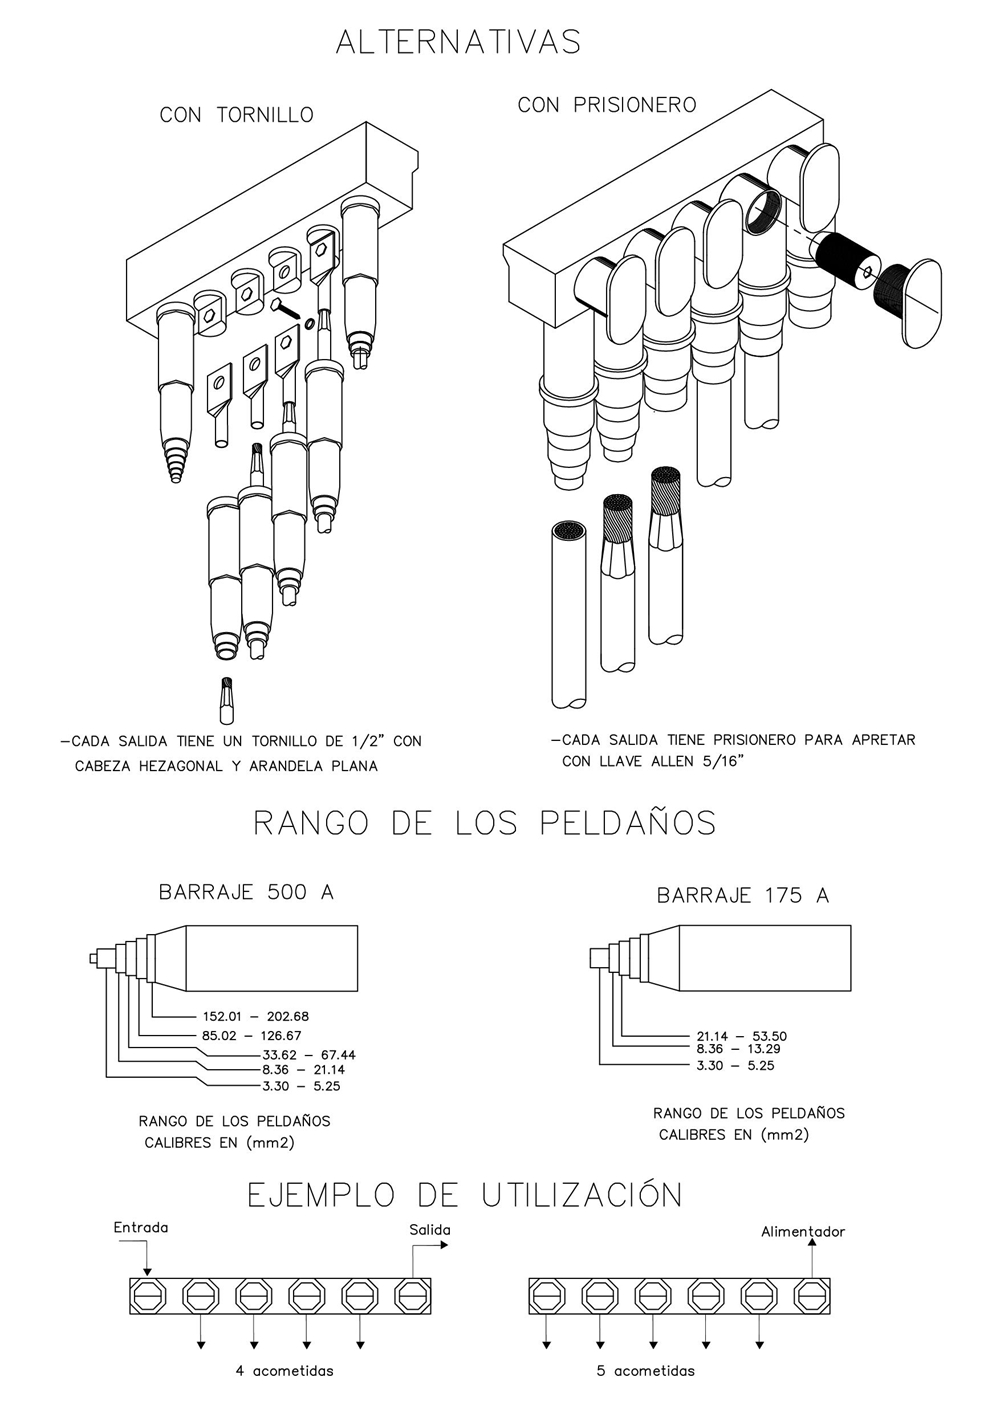 ALTERNATIVAS
CON TORNILLO
CON PRISIONERO
-CADA SALIDA TIENE UN TORNILLO DE 1/2" CON
CABEZA HEZAGONAL Y ARANDELA PLANA
-CADA SALIDA TIENE PRISIONERO PARA APRETAR
CON LLAVE ALLEN 5/16"
RANGO DE LOS PELDAÑOS
BARRAJE 500 A
152.01 - 202.68
85.02 - 126.67
33.62 - 67.44
8.36 - 21.14
3.30 - 5.25
RANGO DE LOS PELDAÑOS
CALIBRES EN (mm2)
BARRAJE 175 A
21.14 - 53.50
8.36 - 13.29
3.30 - 5.25
RANGO DE LOS PELDAÑOS
CALIBRES EN (mm2)
EJEMPLO DE UTILIZACIÓN
Entrada
Salida
4 acometidas
Alimentador
5 acometidas